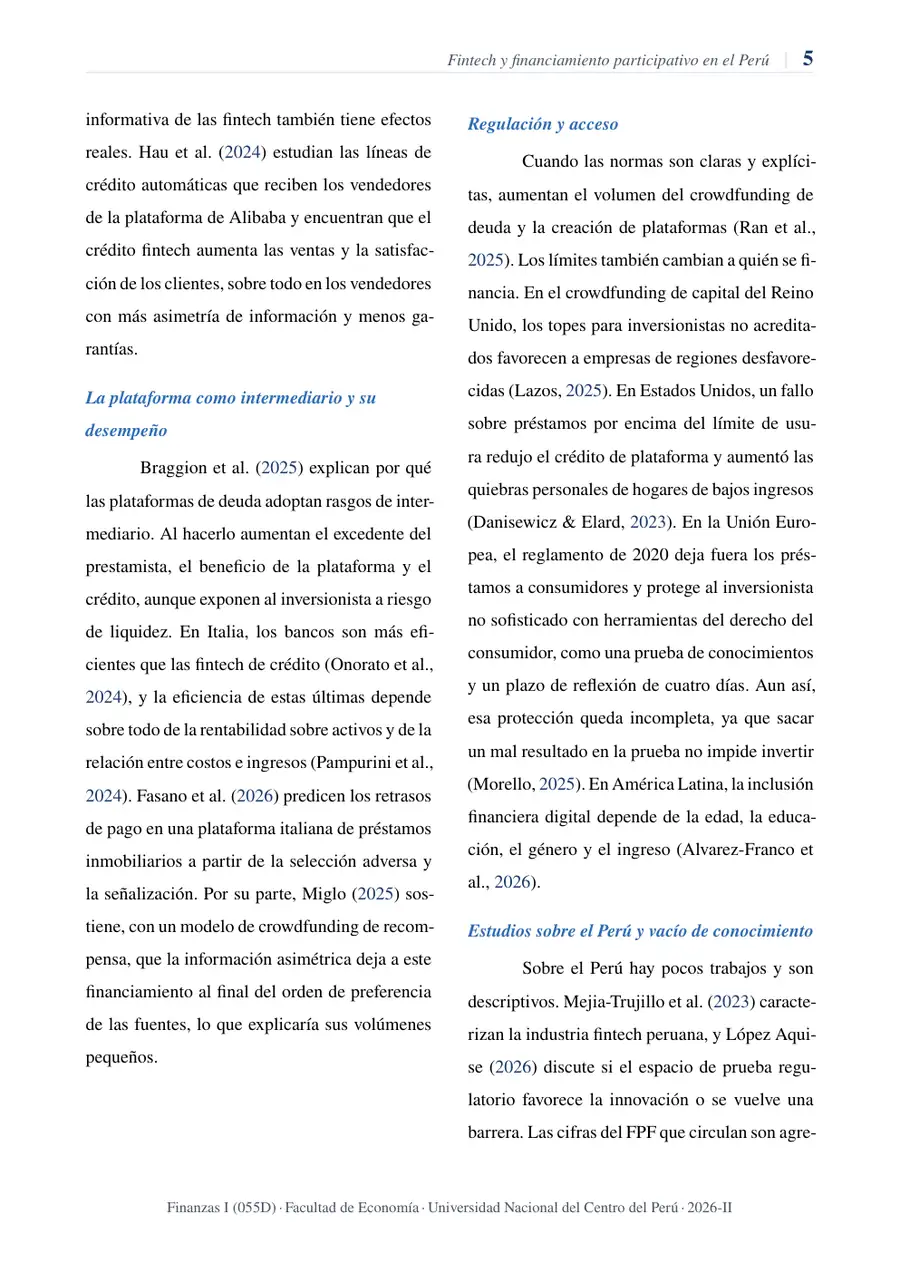 Fintech y financiamiento participativo en el Perú | 5
informativa de las fintech también tiene efectos
reales. Hau et al. (2024) estudian las líneas de
crédito automáticas que reciben los vendedores
de la plataforma de Alibaba y encuentran que el
crédito fintech aumenta las ventas y la satisfac-
ción de los clientes, sobre todo en los vendedores
con más asimetría de información y menos ga-
rantías.
La plataforma como intermediario y su
desempeño
Braggion et al. (2025) explican por qué
las plataformas de deuda adoptan rasgos de inter-
mediario. Al hacerlo aumentan el excedente del
prestamista, el beneficio de la plataforma y el
crédito, aunque exponen al inversionista a riesgo
de liquidez. En Italia, los bancos son más efi-
cientes que las fintech de crédito (Onorato et al.,
2024), y la eficiencia de estas últimas depende
sobre todo de la rentabilidad sobre activos y de la
relación entre costos e ingresos (Pampurini et al.,
2024). Fasano et al. (2026) predicen los retrasos
de pago en una plataforma italiana de préstamos
inmobiliarios a partir de la selección adversa y
la señalización. Por su parte, Miglo (2025) sos-
tiene, con un modelo de crowdfunding de recom-
pensa, que la información asimétrica deja a este
financiamiento al final del orden de preferencia
de las fuentes, lo que explicaría sus volúmenes
pequeños.
Regulación y acceso
Cuando las normas son claras y explíci-
tas, aumentan el volumen del crowdfunding de
deuda y la creación de plataformas (Ran et al.,
2025). Los límites también cambian a quién se fi-
nancia. En el crowdfunding de capital del Reino
Unido, los topes para inversionistas no acredita-
dos favorecen a empresas de regiones desfavore-
cidas (Lazos, 2025). En Estados Unidos, un fallo
sobre préstamos por encima del límite de usu-
ra redujo el crédito de plataforma y aumentó las
quiebras personales de hogares de bajos ingresos
(Danisewicz & Elard, 2023). En la Unión Euro-
pea, el reglamento de 2020 deja fuera los prés-
tamos a consumidores y protege al inversionista
no sofisticado con herramientas del derecho del
consumidor, como una prueba de conocimientos
y un plazo de reflexión de cuatro días. Aun así,
esa protección queda incompleta, ya que sacar
un mal resultado en la prueba no impide invertir
(Morello, 2025). En América Latina, la inclusión
financiera digital depende de la edad, la educa-
ción, el género y el ingreso (Alvarez-Franco et
al., 2026).
Estudios sobre el Perú y vacío de conocimiento
Sobre el Perú hay pocos trabajos y son
descriptivos. Mejia-Trujillo et al. (2023) caracte-
rizan la industria fintech peruana, y López Aqui-
se (2026) discute si el espacio de prueba regu-
latorio favorece la innovación o se vuelve una
barrera. Las cifras del FPF que circulan son agre-
Finanzas I (055D) · Facultad de Economía · Universidad Nacional del Centro del Perú · 2026-II